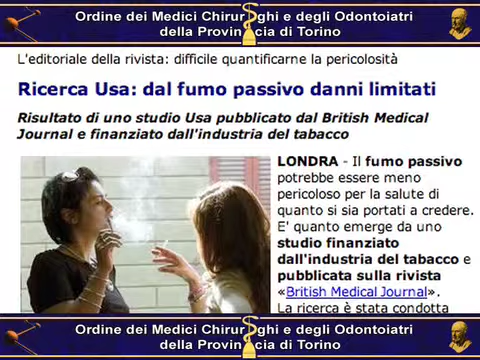 Ordine dei Medici Chirurghi e degli Odontoiatri
della Provincia di Torino
L'editoriale della rivista: difficile quantificarne la pericolosità
Ricerca Usa: dal fumo passivo danni limitati
Risultato di uno studio Usa pubblicato dal British Medical
Journal e finanziato dall'industria del tabacco
LONDRA - Il fumo passivo
potrebbe essere meno
pericoloso per la salute di
quanto si sia portati a credere.
E' quanto emerge da uno
studio finanziato
dall'industria del tabacco e
pubblicata sulla rivista
«British Medical Journal».
La ricerca è stata condotta
Ordine dei Medici Chirurghi e degli Odontoiatri
della Provincia di Torino